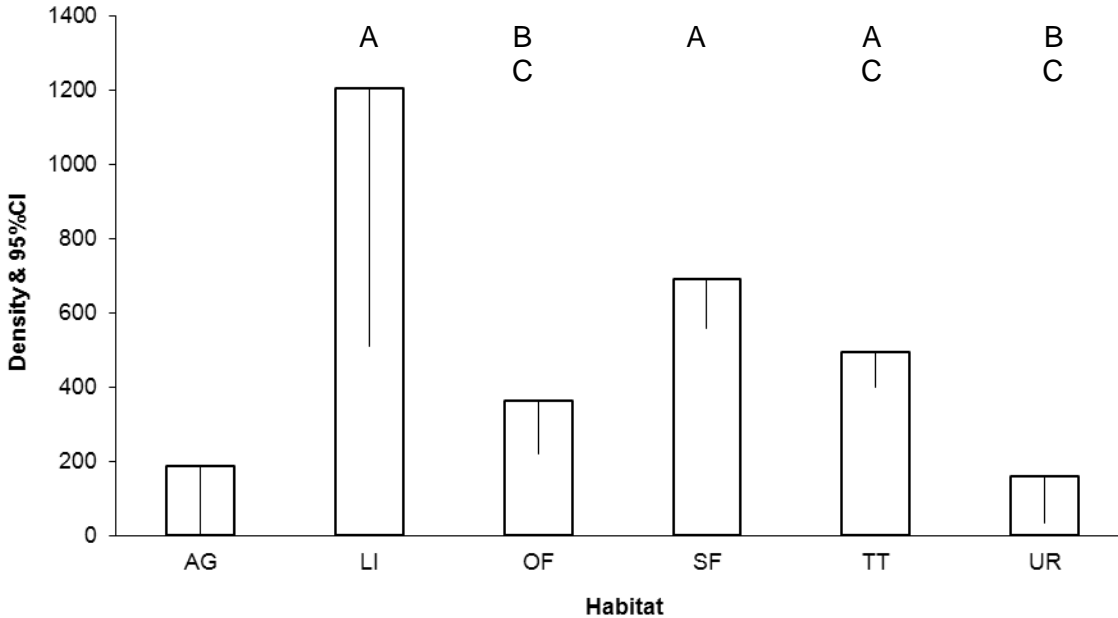 1400
A B A A B
C C C
1200
1000
800
600
400
200
0
Density & 95%CI
AG LI OF SF TT UR
Habitat